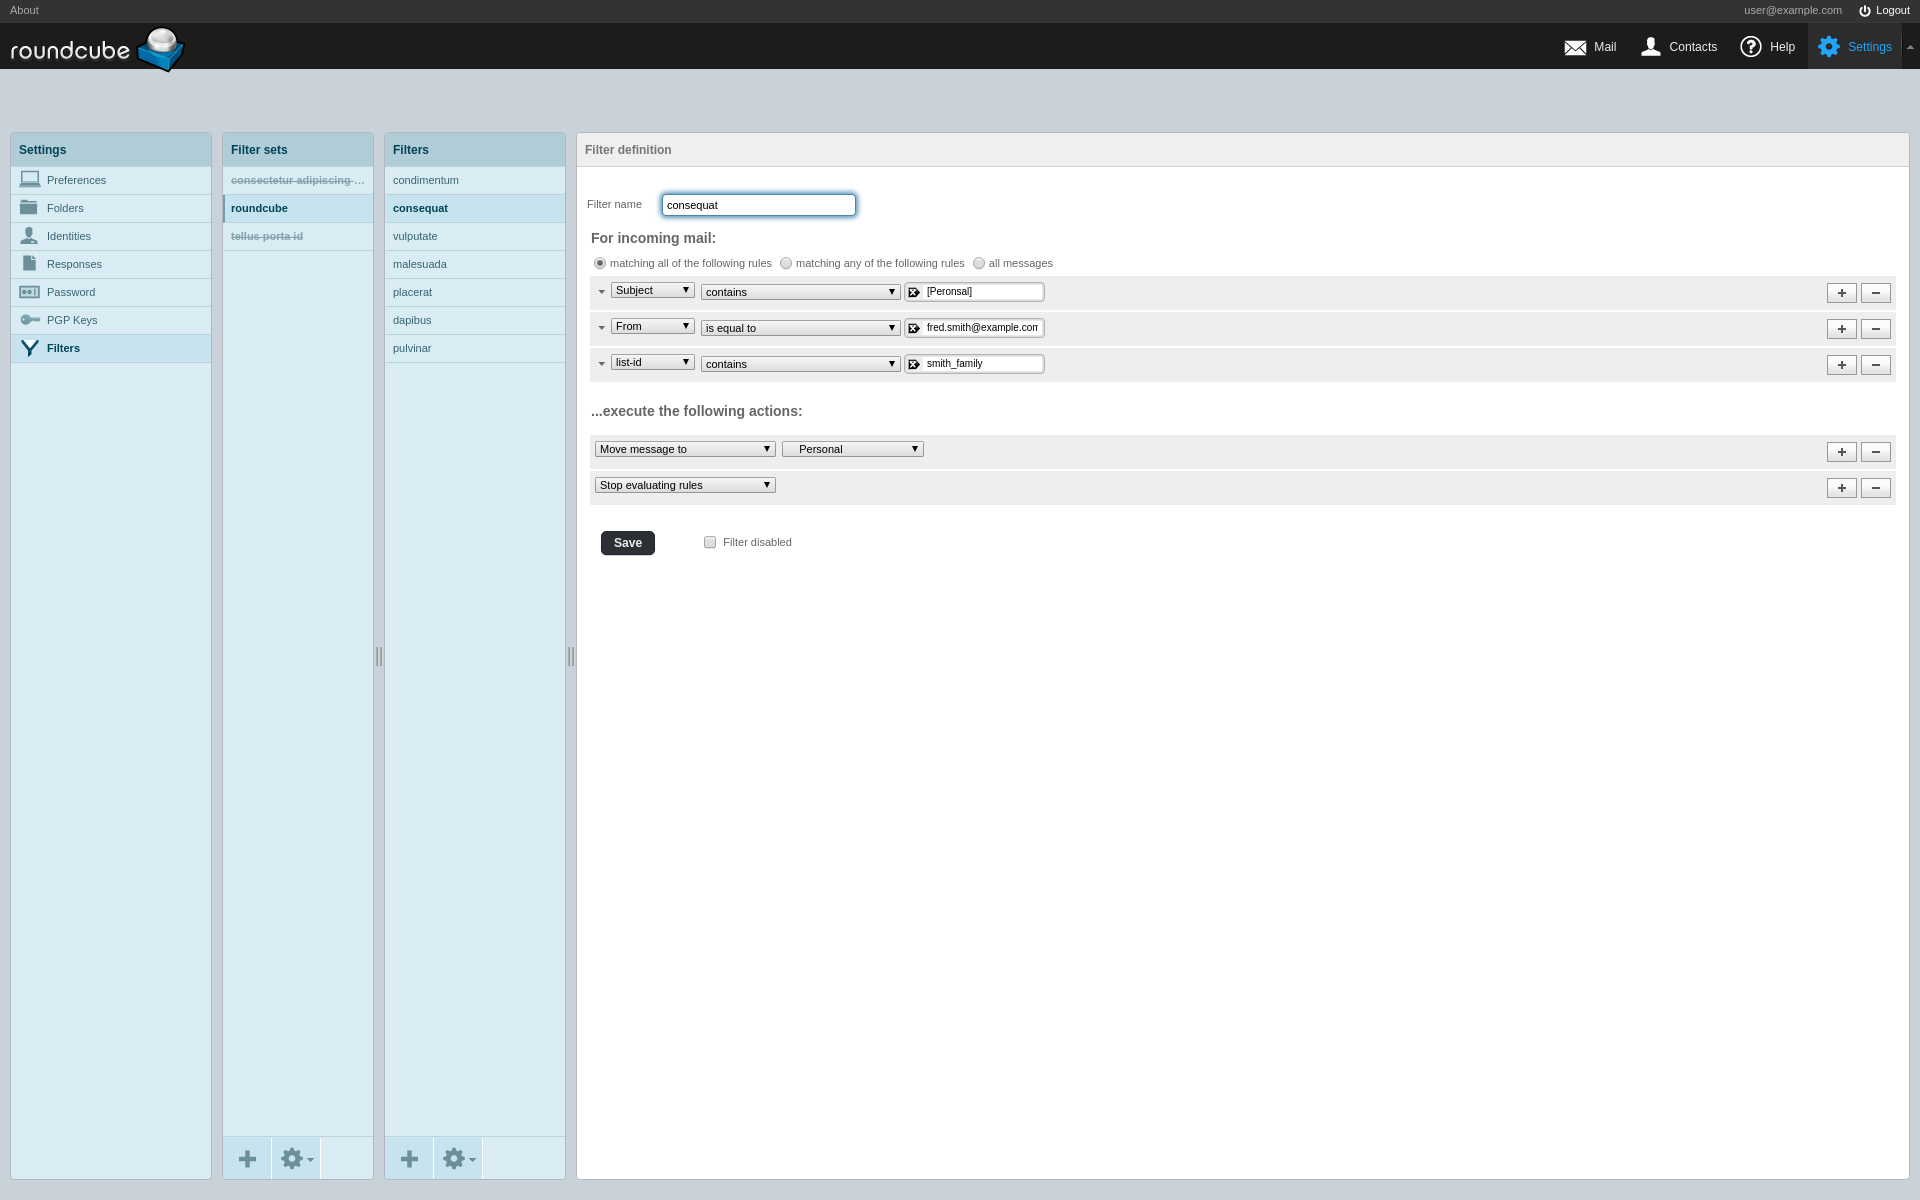 About
user@example.com Logout
roundcube
Mail Contacts Help Settings
Settings
Preferences
Folders
Identities
Responses
Password
PGP Keys
Filters
Filter sets
consectetur adipiscing ...
roundcube
tellus porta id
Filters
condimentum
consequat
vulputate
malesuada
placerat
dapibus
pulvinar
Filter definition
Filter name consequat
For incoming mail:
matching all of the following rules matching any of the following rules all messages
Subject contains [Peronsal]
From is equal to fred.smith@example.com
list-id contains smith_family
...execute the following actions:
Move message to Personal
Stop evaluating rules
Save Filter disabled